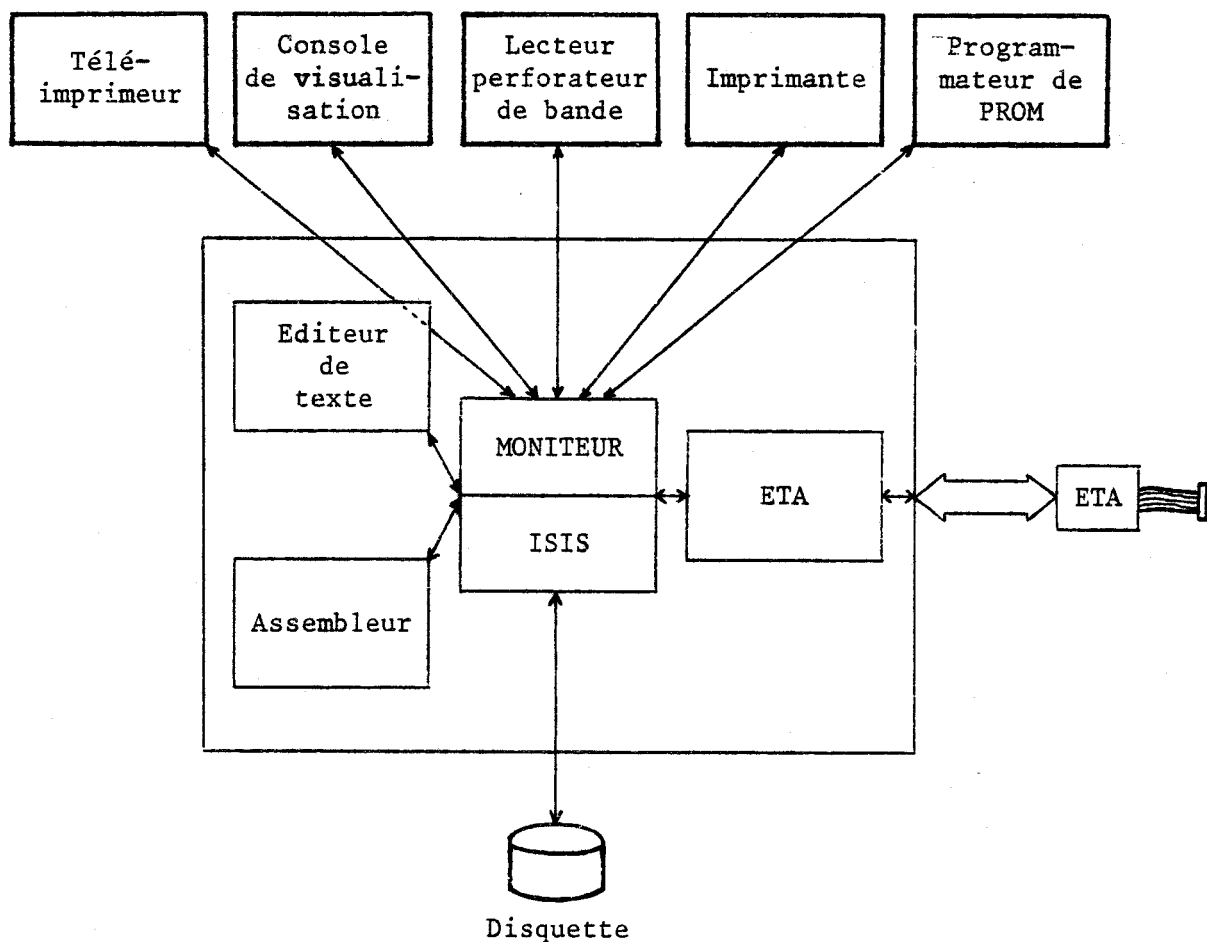 Télé-
imprimeur
Console
de visuali-
sation
Lecteur
perforateur
de bande
Imprimante
Program-
mateur de
PROM
Editeur
de
texte
MONITEUR
ISIS
ETA
ETA
Assembleur
Disquette